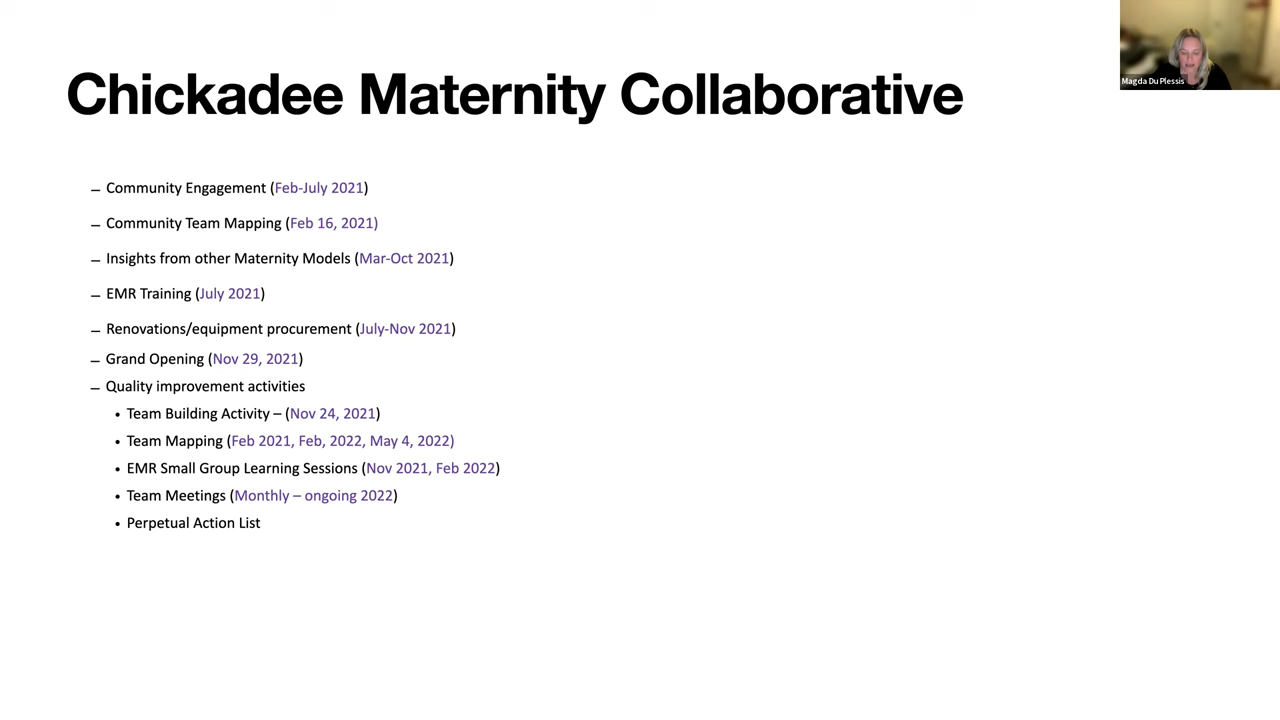 Chickadee Maternity Collaborative
Magda Du Plessis
– Community Engagement (Feb-July 2021)
– Community Team Mapping (Feb 16, 2021)
– Insights from other Maternity Models (Mar-Oct 2021)
– EMR Training (July 2021)
– Renovations/equipment procurement (July-Nov 2021)
– Grand Opening (Nov 29, 2021)
– Quality improvement activities
• Team Building Activity – (Nov 24, 2021)
• Team Mapping (Feb 2021, Feb, 2022, May 4, 2022)
• EMR Small Group Learning Sessions (Nov 2021, Feb 2022)
• Team Meetings (Monthly – ongoing 2022)
• Perpetual Action List